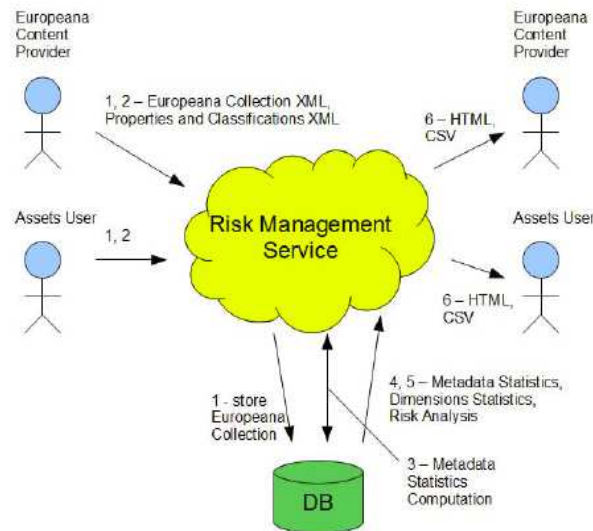 Europeana
Content
Provider
Europeana
Content
Provider
1, 2 – Europeana Collection XML,
Properties and Classifications XML
6 – HTML,
CSV
Assets User
1, 2
Risk Management
Service
Assets User
6 – HTML,
CSV
1 - store
Europeana
Collection
4, 5 – Metadata Statistics,
Dimensions Statistics,
Risk Analysis
3 – Metadata
Statistics
Computation
DB